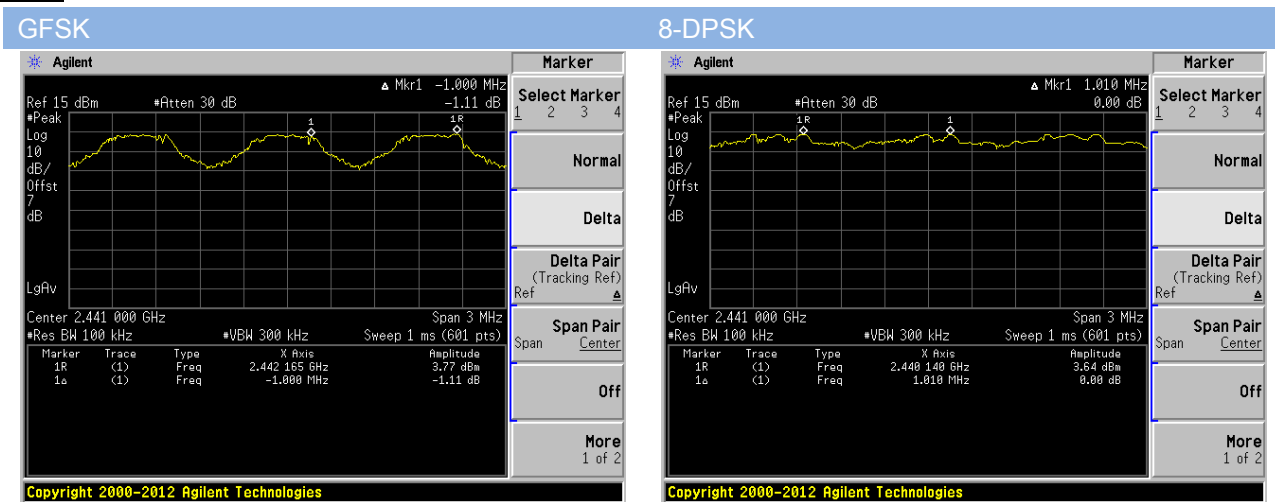 GFSK
8-DPSK
Agilent
Marker
Δ Mkr1 -1.000 MHz
Ref 15 dBm #Atten 30 dB -1.11 dB
#Peak
Log
10
dB/
Offst
7
dB
LgAv
1
1R
Center 2.441 000 GHz Span 3 MHz
#Res BW 100 kHz #VBW 300 kHz Sweep 1 ms (601 pts)
Marker Trace Type X Axis Amplitude
1R (1) Freq 2.442 165 GHz 3.77 dBm
1Δ (1) Freq -1.000 MHz -1.11 dB
Select Marker
1 2 3 4
Normal
Delta
Delta Pair
(Tracking Ref)
Ref Δ
Span Pair
Span Center
Off
More
1 of 2
Copyright 2000-2012 Agilent Technologies
Agilent
Marker
Δ Mkr1 1.010 MHz
Ref 15 dBm #Atten 30 dB 0.00 dB
#Peak
Log
10
dB/
Offst
7
dB
LgAv
1R
1
Center 2.441 000 GHz Span 3 MHz
#Res BW 100 kHz #VBW 300 kHz Sweep 1 ms (601 pts)
Marker Trace Type X Axis Amplitude
1R (1) Freq 2.440 140 GHz 3.64 dBm
1Δ (1) Freq 1.010 MHz 0.00 dB
Select Marker
1 2 3 4
Normal
Delta
Delta Pair
(Tracking Ref)
Ref Δ
Span Pair
Span Center
Off
More
1 of 2
Copyright 2000-2012 Agilent Technologies